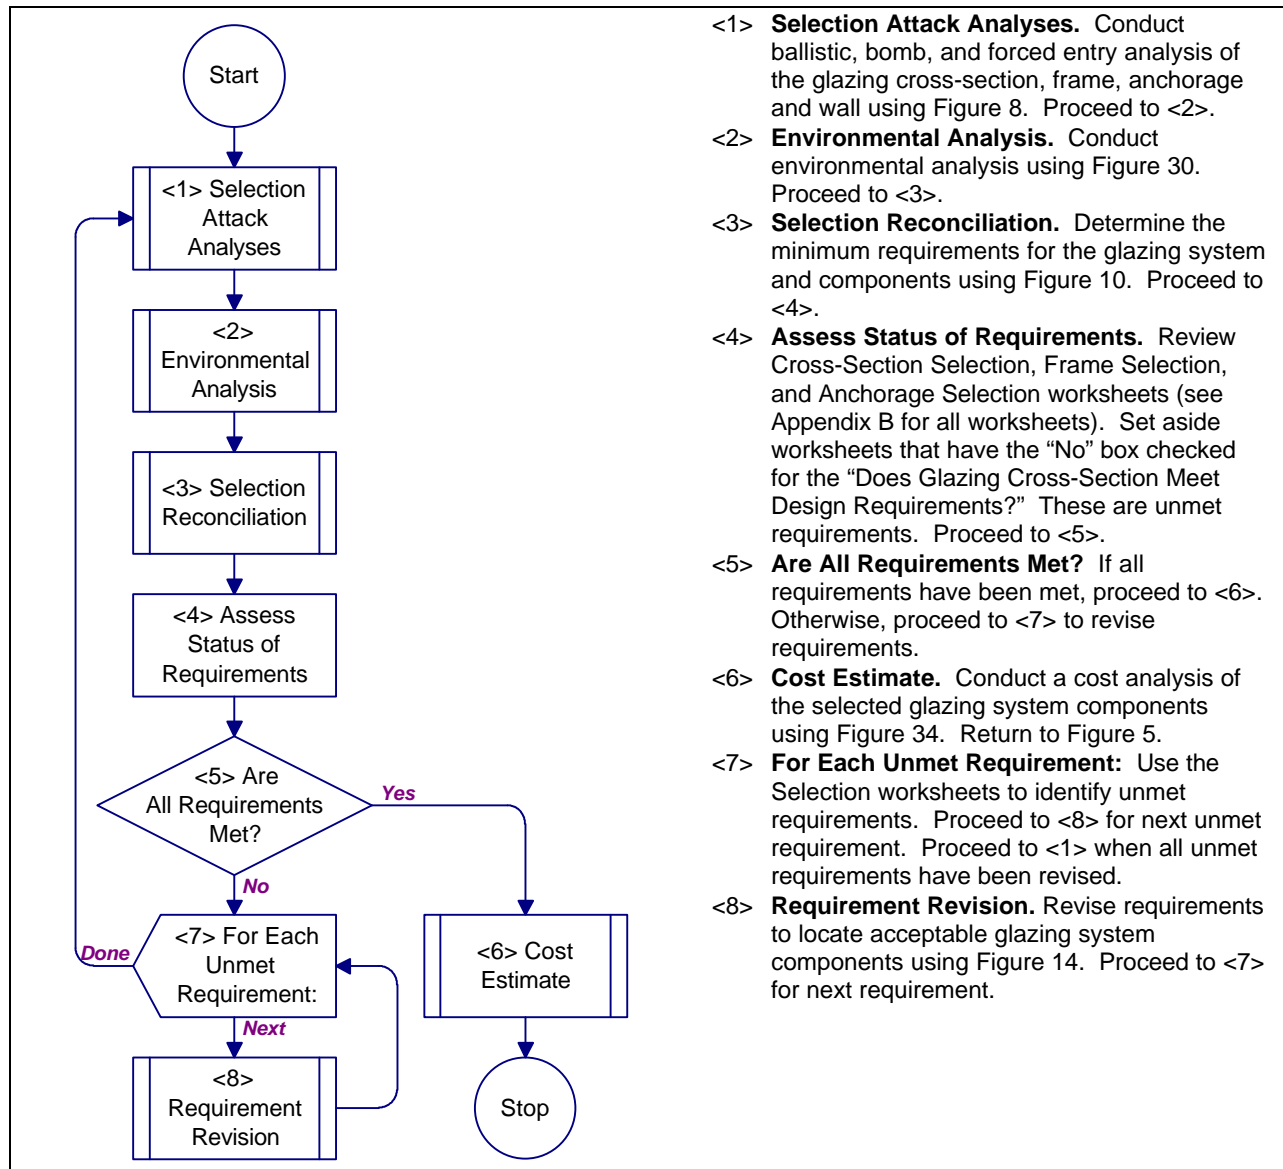 Start
<1> Selection
Attack
Analyses
<2>
Environmental
Analysis
<3> Selection
Reconciliation
<4> Assess
Status of
Requirements
<5> Are
All Requirements
Met?
Yes
No
Done
<7> For Each
Unmet
Requirement:
Next
<8>
Requirement
Revision
<6> Cost
Estimate
Stop
<1> Selection Attack Analyses. Conduct
ballistic, bomb, and forced entry analysis of
the glazing cross-section, frame, anchorage
and wall using Figure 8. Proceed to <2>.
<2> Environmental Analysis. Conduct
environmental analysis using Figure 30.
Proceed to <3>.
<3> Selection Reconciliation. Determine the
minimum requirements for the glazing system
and components using Figure 10. Proceed to
<4>.
<4> Assess Status of Requirements. Review
Cross-Section Selection, Frame Selection,
and Anchorage Selection worksheets (see
Appendix B for all worksheets). Set aside
worksheets that have the “No” box checked
for the “Does Glazing Cross-Section Meet
Design Requirements?” These are unmet
requirements. Proceed to <5>.
<5> Are All Requirements Met? If all
requirements have been met, proceed to <6>.
Otherwise, proceed to <7> to revise
requirements.
<6> Cost Estimate. Conduct a cost analysis of
the selected glazing system components
using Figure 34. Return to Figure 5.
<7> For Each Unmet Requirement: Use the
Selection worksheets to identify unmet
requirements. Proceed to <8> for next unmet
requirement. Proceed to <1> when all unmet
requirements have been revised.
<8> Requirement Revision. Revise requirements
to locate acceptable glazing system
components using Figure 14. Proceed to <7>
for next requirement.